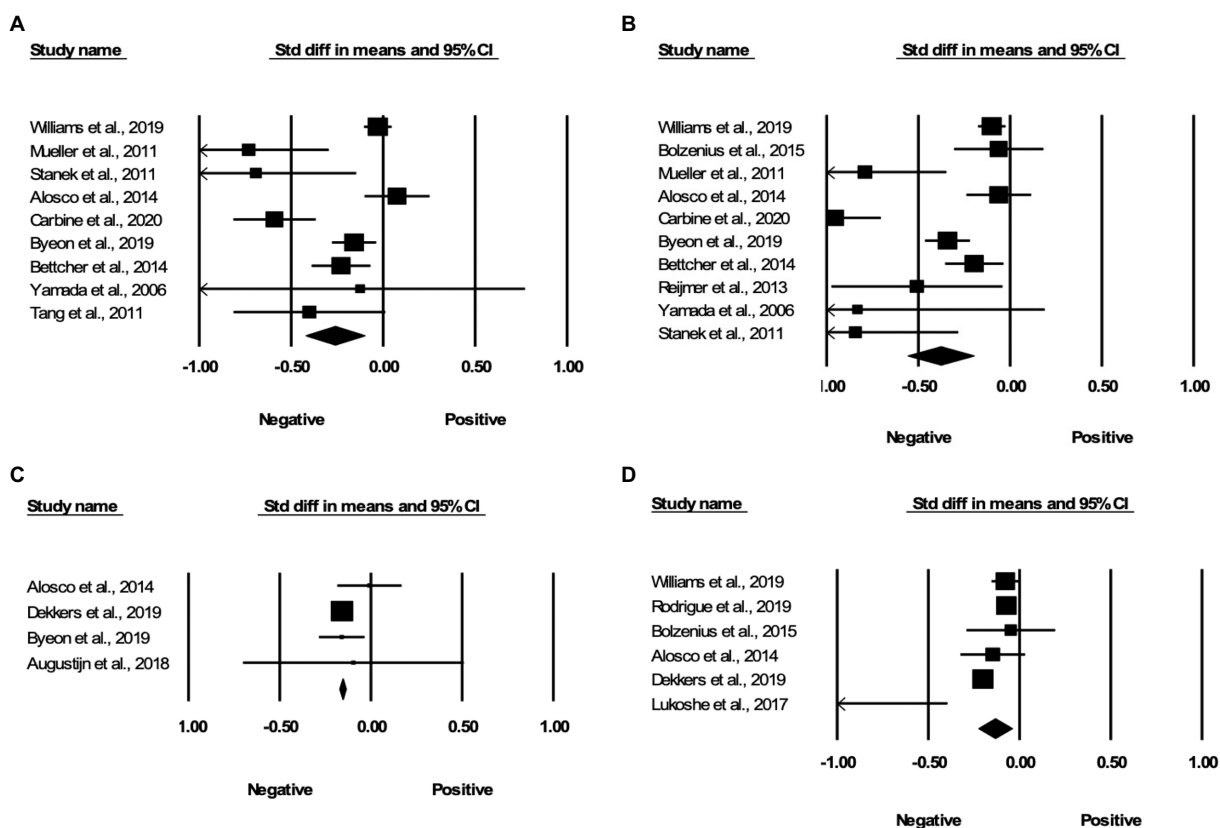 A
Study name Std diff in means and 95% CI
Williams et al., 2019
Mueller et al., 2011
Stanek et al., 2011
Alosco et al., 2014
Carbine et al., 2020
Byeon et al., 2019
Bettcher et al., 2014
Yamada et al., 2006
Tang et al., 2011
-1.00 -0.50 0.00 0.50 1.00
Negative Positive
B
Study name Std diff in means and 95% CI
Williams et al., 2019
Bolzenius et al., 2015
Mueller et al., 2011
Alosco et al., 2014
Carbine et al., 2020
Byeon et al., 2019
Bettcher et al., 2014
Reijmer et al., 2013
Yamada et al., 2006
Stanek et al., 2011
1.00 -0.50 0.00 0.50 1.00
Negative Positive
C
Study name Std diff in means and 95% CI
Alosco et al., 2014
Dekkers et al., 2019
Byeon et al., 2019
Augustijn et al., 2018
1.00 -0.50 0.00 0.50 1.00
Negative Positive
D
Study name Std diff in means and 95% CI
Williams et al., 2019
Rodrigue et al., 2019
Bolzenius et al., 2015
Alosco et al., 2014
Dekkers et al., 2019
Lukoshe et al., 2017
-1.00 -0.50 0.00 0.50 1.00
Negative Positive